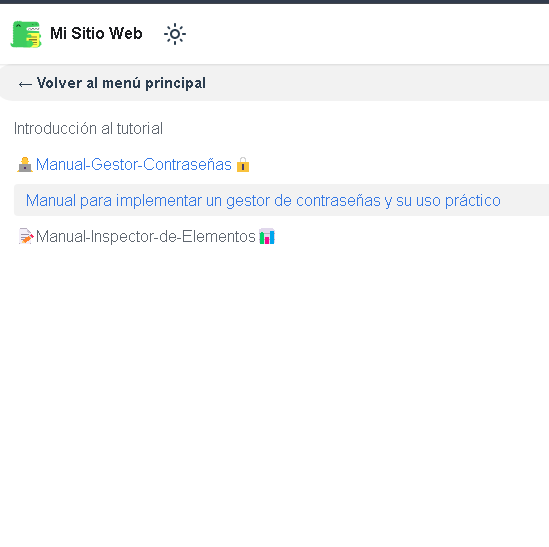 Mi Sitio Web
← Volver al menú principal
Introducción al tutorial
Manual-Gestor-Contraseñas
Manual para implementar un gestor de contraseñas y su uso práctico
Manual-Inspector-de-Elementos